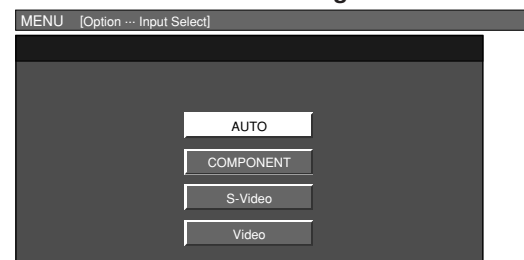 MENU [Option ··· Input Select]
AUTO
COMPONENT
S-Video
Video